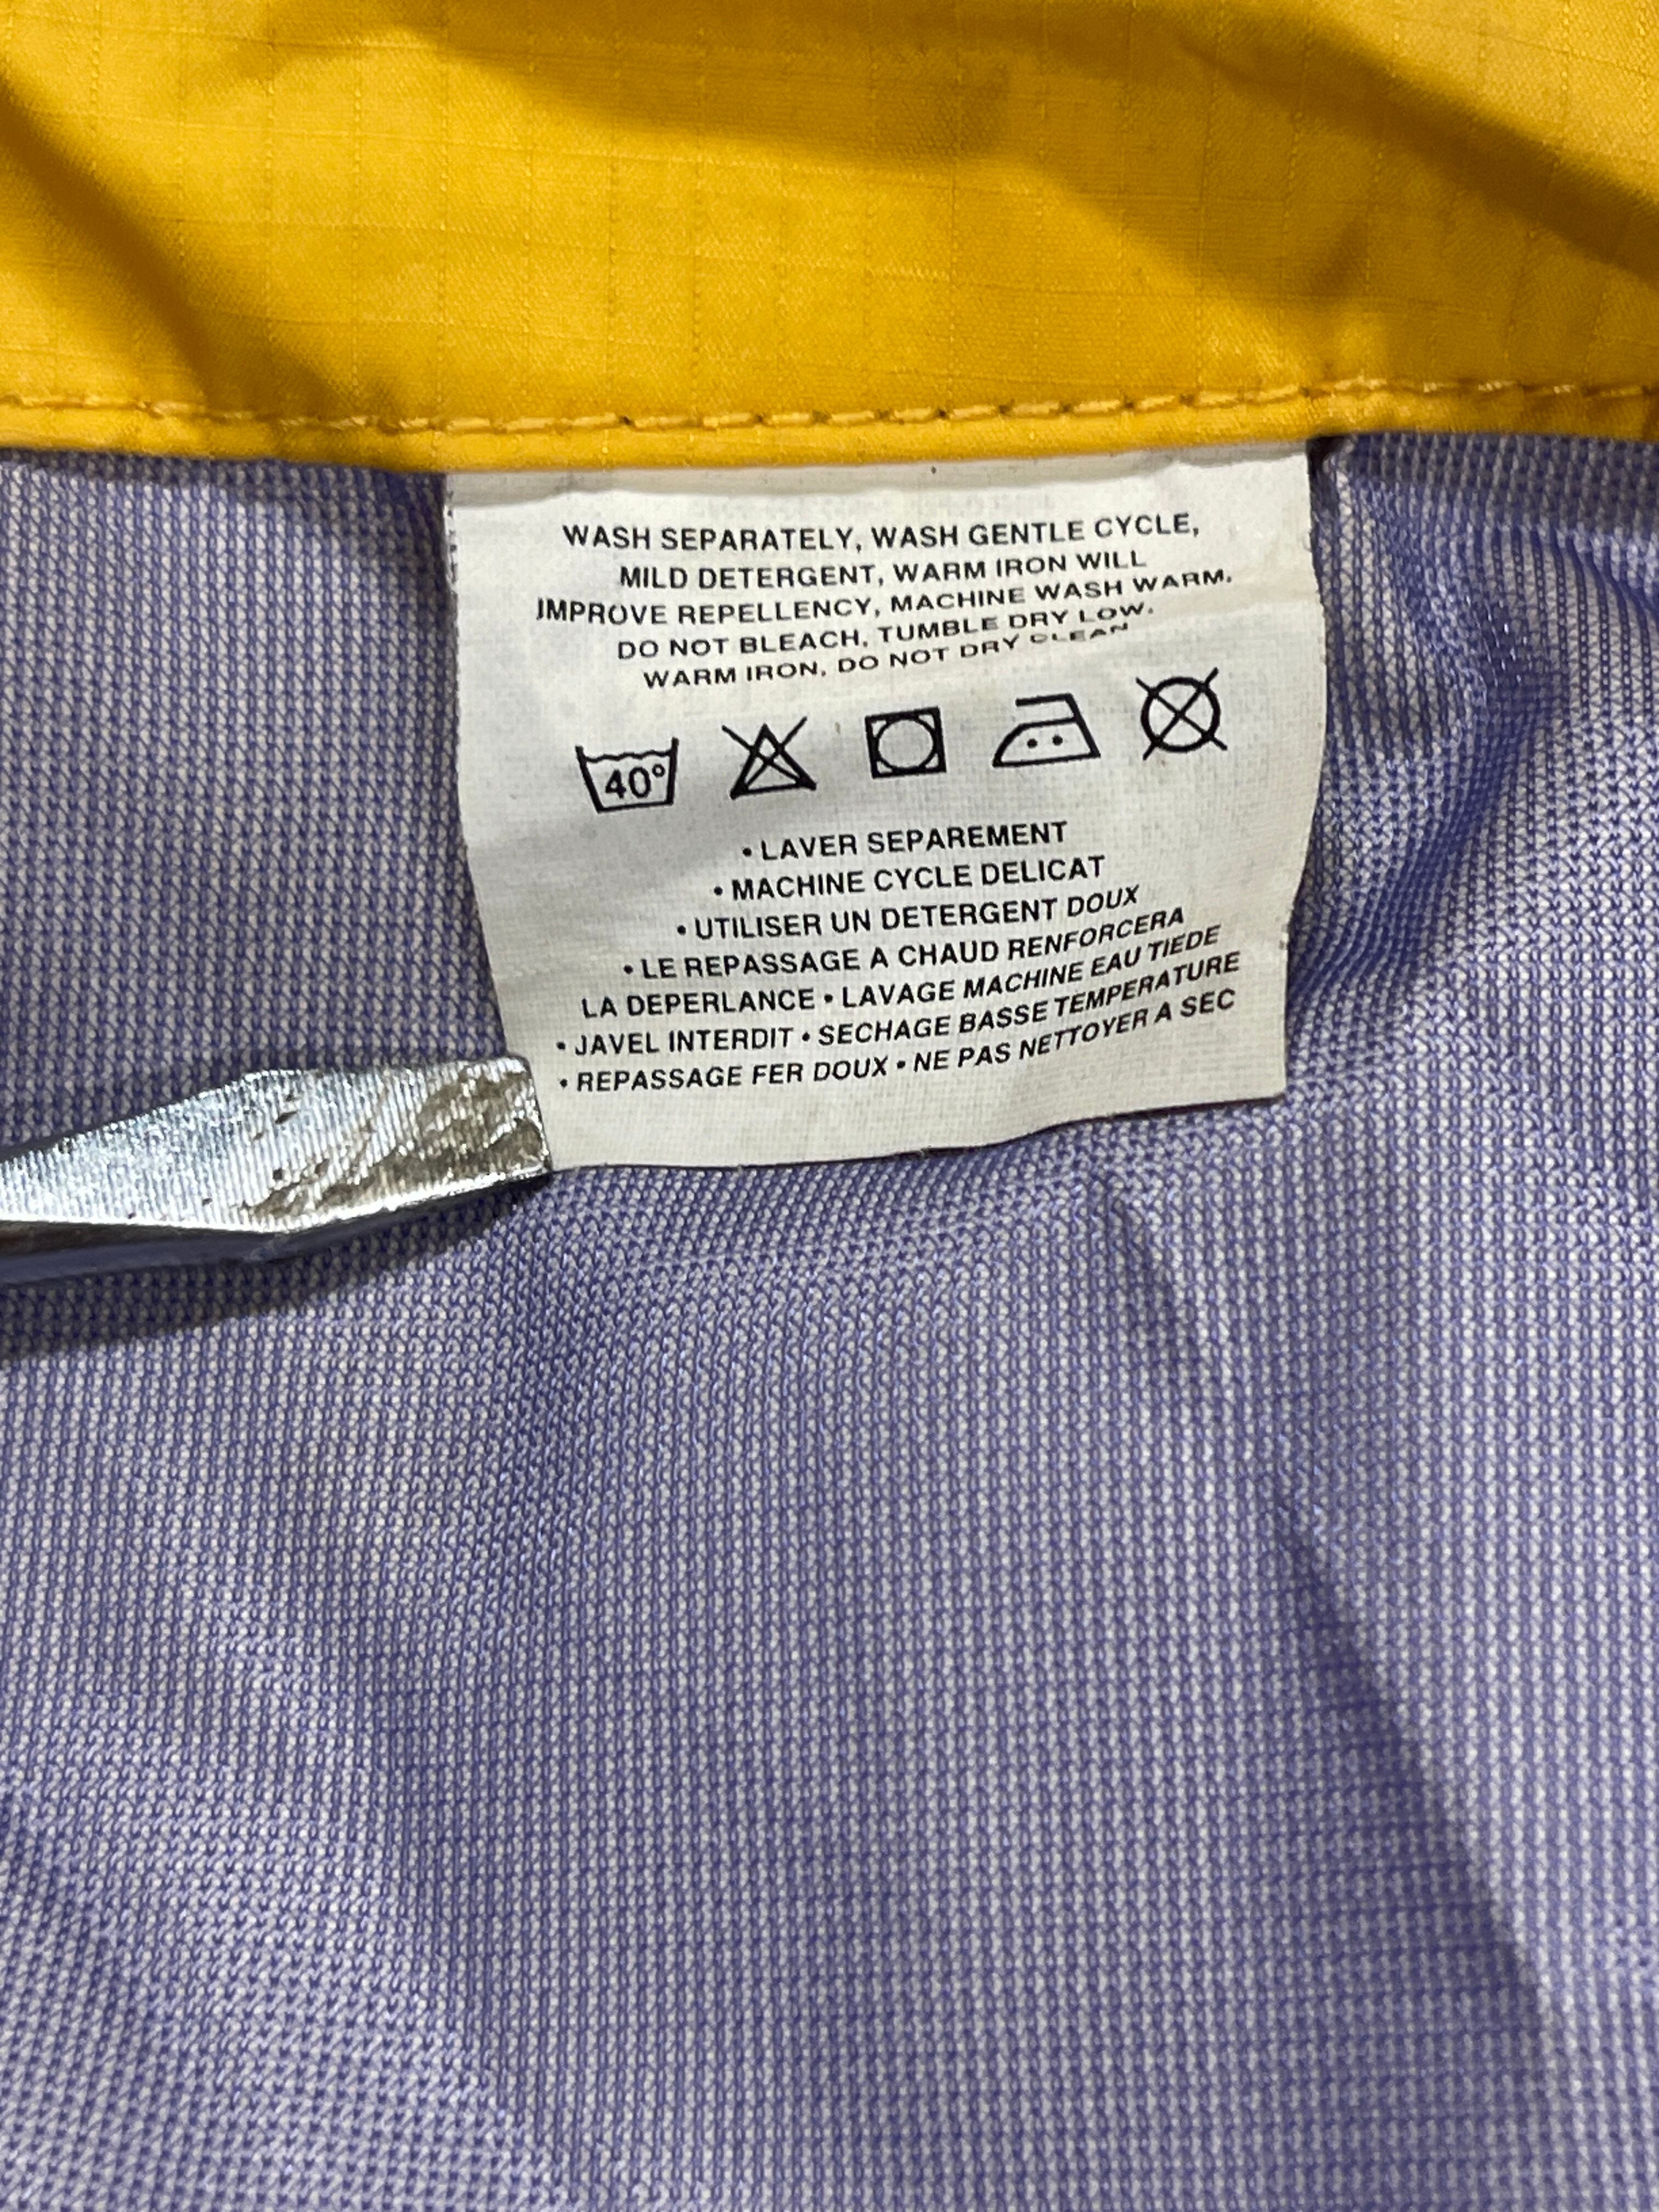 WASH SEPARATELY, WASH GENTLE CYCLE,
MILD DETERGENT, WARM IRON WILL
IMPROVE REPELLENCY, MACHINE WASH WARM.
DO NOT BLEACH, TUMBLE DRY LOW.
WARM IRON, DO NOT DRY CLEAN
40°
• LAVER SEPAREMENT
• MACHINE CYCLE DELICAT
• UTILISER UN DETERGENT DOUX
• LE REPASSAGE A CHAUD RENFORCERA
LA DEPERLANCE • LAVAGE MACHINE EAU TIEDE
• JAVEL INTERDIT • SECHAGE BASSE TEMPERATURE
• REPASSAGE FER DOUX • NE PAS NETTOYER A SEC